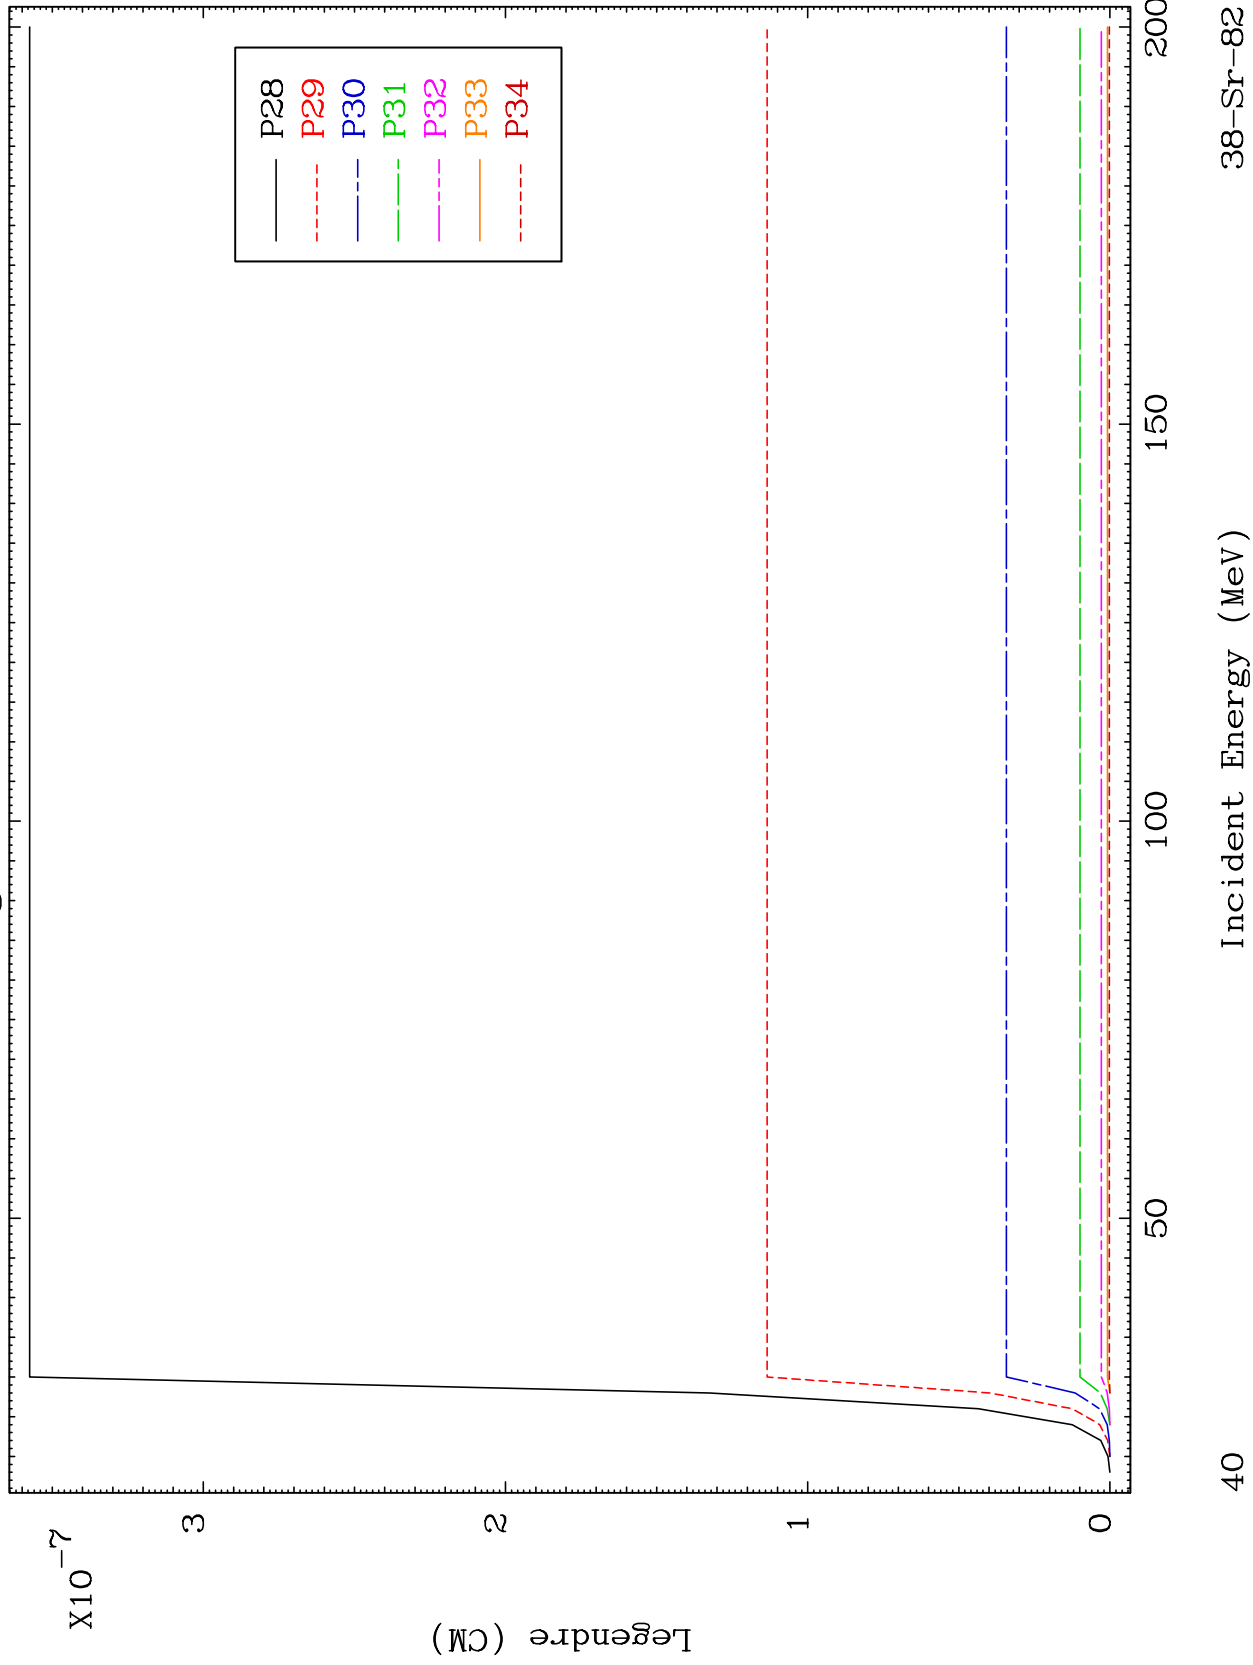 X10
-7
3
2
1
0
Legendre (CM)
P28
P29
P30
P31
P32
P33
P34
50
100
150
200
40
Incident Energy (MeV)
38-Sr-82